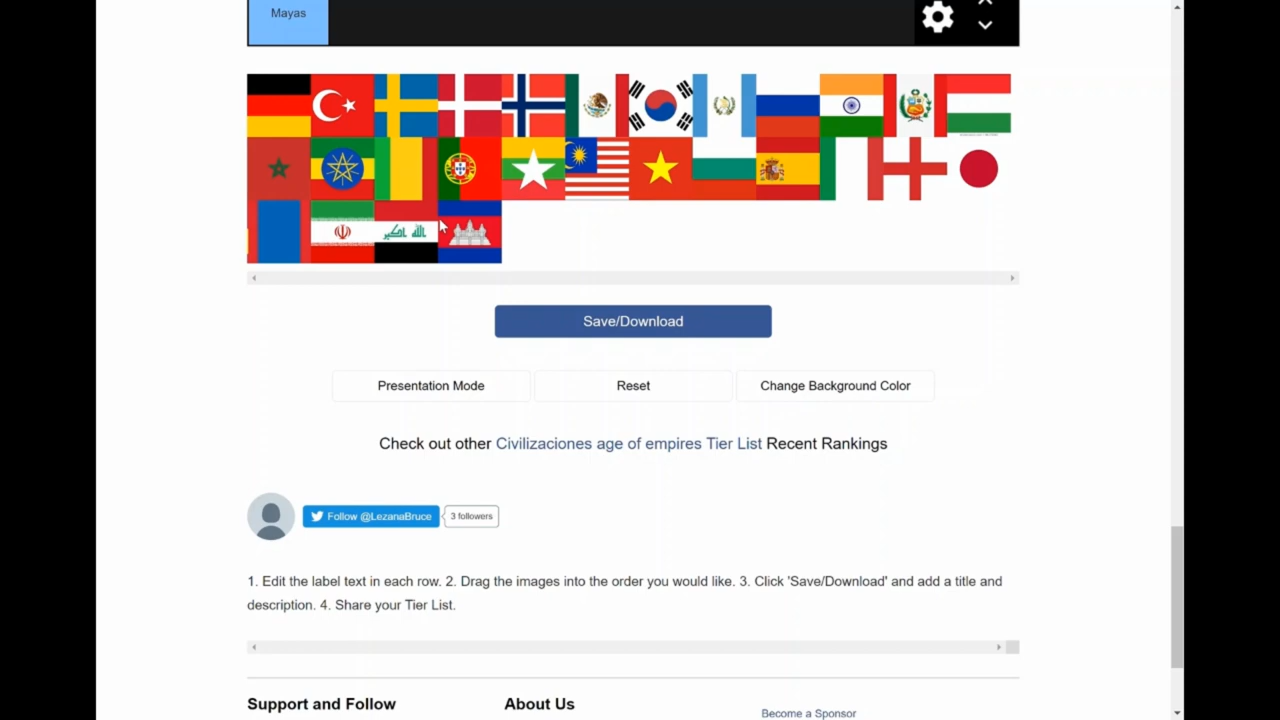 Mayas
الله اكبر
Save/Download
Presentation Mode
Reset
Change Background Color
Check out other Civilizaciones age of empires Tier List Recent Rankings
Follow @LezanaBruce
3 followers
1. Edit the label text in each row. 2. Drag the images into the order you would like. 3. Click 'Save/Download' and add a title and
description. 4. Share your Tier List.
Support and Follow
About Us
Become a Sponsor